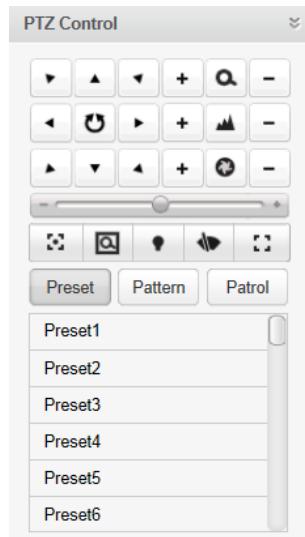 PTZ Control
Preset Pattern Patrol
Preset1
Preset2
Preset3
Preset4
Preset5
Preset6